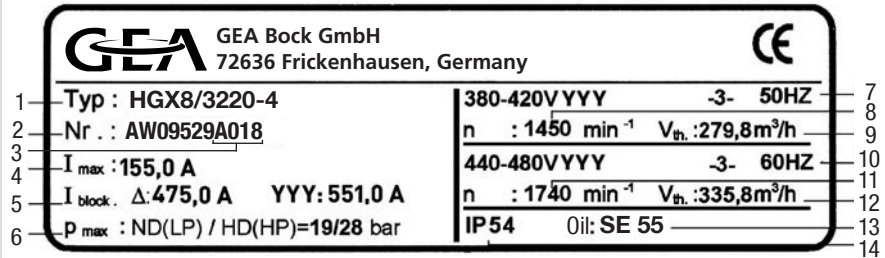 GEA
GEA Bock GmbH
72636 Frickenhausen, Germany
CE
1 Typ : HGX8/3220-4
2 Nr . : AW09529A018
3
4 I max : 155,0 A
5 I block . Δ:475,0 A YYY: 551,0 A
6 p max : ND(LP) / HD(HP)=19/28 bar
380-420V YYY -3- 50HZ 7
8
n : 1450 min -1 Vth. :279,8m³/h 9
440-480V YYY -3- 60HZ 10
11
n : 1740 min -1 Vth. :335,8m³/h 12
IP54 Oil: SE 55 13
14